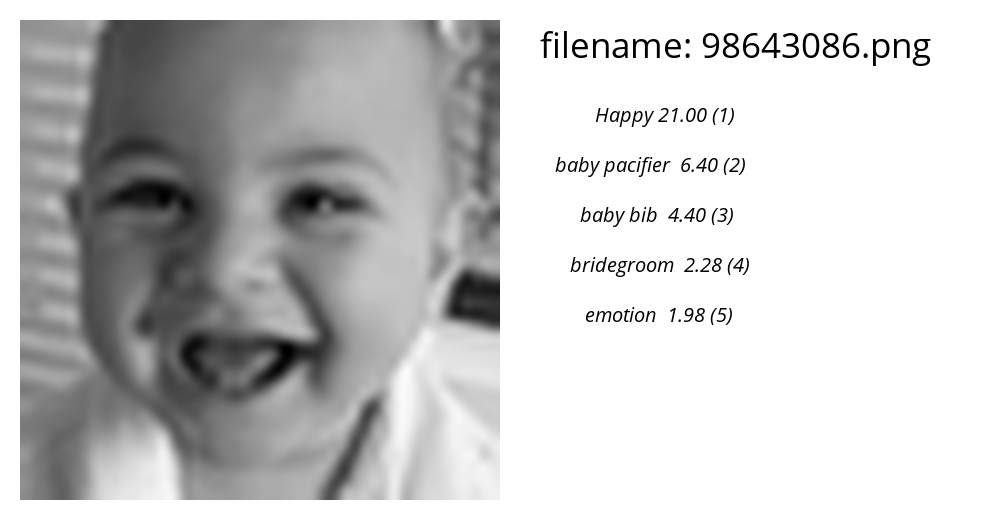 filename: 98643086.png
Happy 21.00 (1)
baby pacifier  6.40 (2)
baby bib  4.40 (3)
bridegroom  2.28 (4)
emotion  1.98 (5)